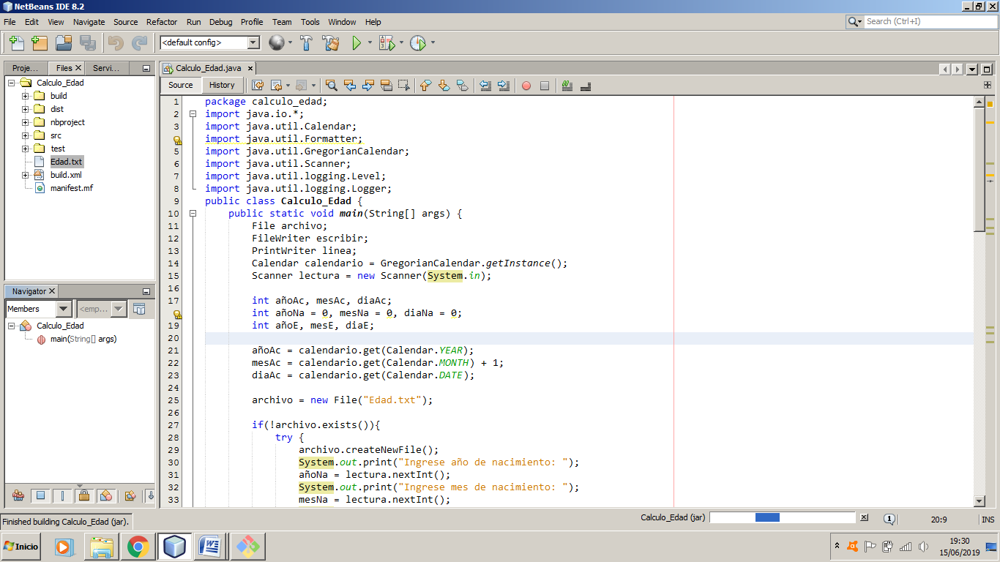 NetBeans IDE 8.2
File Edit View Navigate Source Refactor Run Debug Profile Team Tools Window Help
Search (Ctrl+I)
<default config>
Proje... Files Servi...
Calculo_Edad
build
dist
nbproject
src
test
Edad.txt
build.xml
manifest.mf
Navigator
Members <emp...
Calculo_Edad
main(String[] args)
Calculo_Edad.java
Source History
1 package calculo_edad;
2 import java.io.*;
3 import java.util.Calendar;
import java.util.Formatter;
5 import java.util.GregorianCalendar;
6 import java.util.Scanner;
7 import java.util.logging.Level;
8 import java.util.logging.Logger;
9 public class Calculo_Edad {
10 public static void main(String[] args) {
11 File archivo;
12 FileWriter escribir;
13 PrintWriter linea;
14 Calendar calendario = GregorianCalendar.getInstance();
15 Scanner lectura = new Scanner(System.in);
16
17 int añoAc, mesAc, diaAc;
int añoNa = 0, mesNa = 0, diaNa = 0;
19 int añoE, mesE, diaE;
20
21 añoAc = calendario.get(Calendar.YEAR);
22 mesAc = calendario.get(Calendar.MONTH) + 1;
23 diaAc = calendario.get(Calendar.DATE);
24
25 archivo = new File("Edad.txt");
26
27 if(!archivo.exists()){
28 try {
29 archivo.createNewFile();
30 System.out.print("Ingrese año de nacimiento: ");
31 añoNa = lectura.nextInt();
32 System.out.print("Ingrese mes de nacimiento: ");
33 mesNa = lectura.nextInt();
Finished building Calculo_Edad (jar).
Calculo_Edad (jar)
1
20:9
INS
Inicio
19:30
15/06/2019